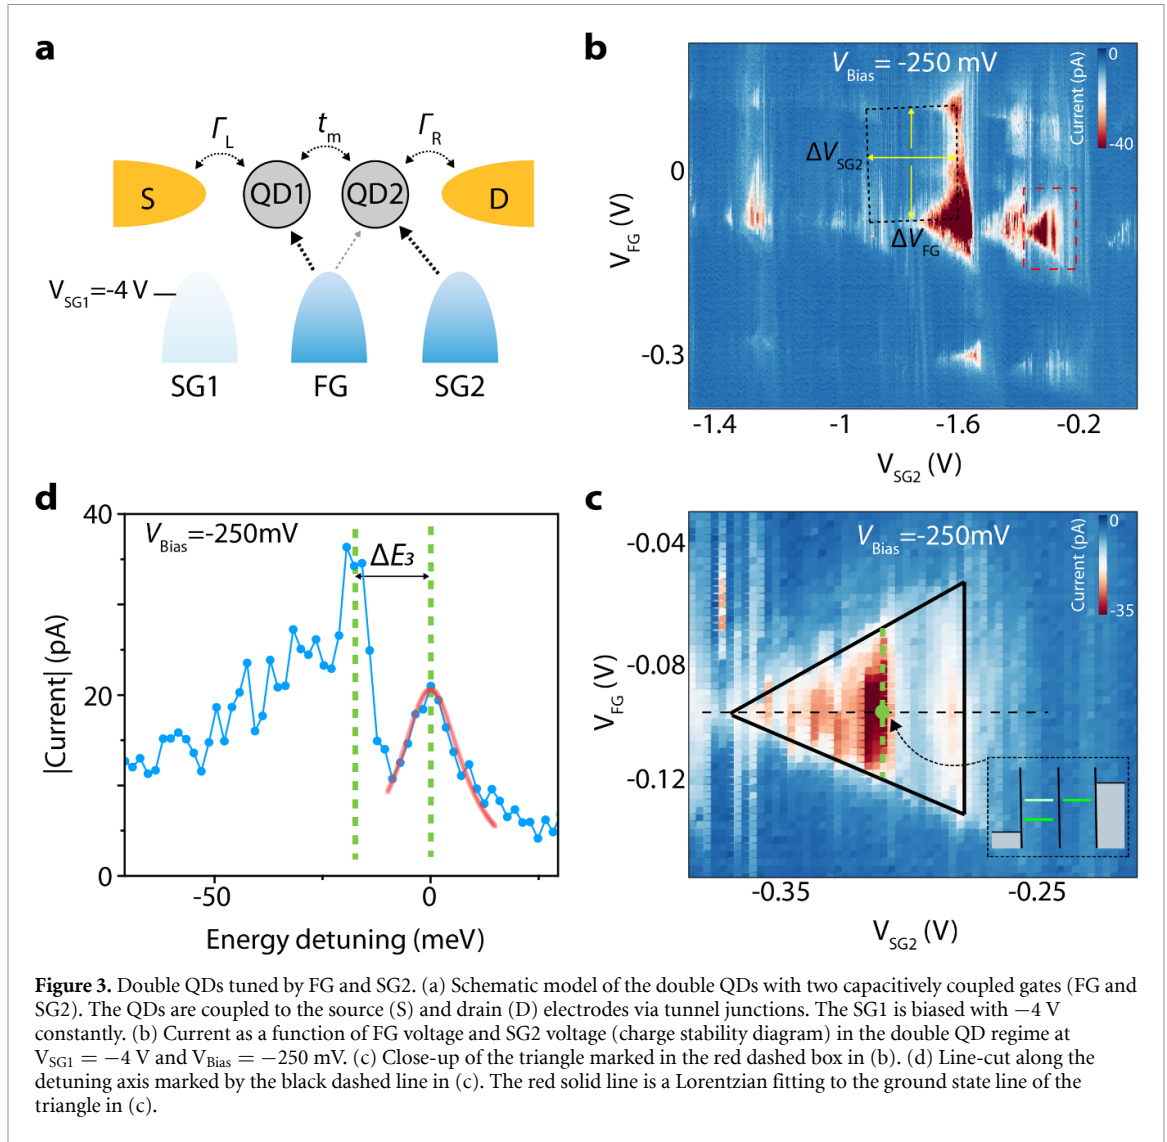 a
Γ_L
t_m
Γ_R
S
QD1
QD2
D
V_SG1=-4 V
SG1
FG
SG2
b
V_Bias= -250 mV
Current (pA)
0
-40
ΔV_SG2
ΔV_FG
V_FG (V)
0
-0.3
-1.4
-1
-1.6
-0.2
V_SG2 (V)
d
V_Bias=-250mV
ΔE₃
|Current| (pA)
40
20
0
-50
0
Energy detuning (meV)
c
V_Bias=-250mV
Current (pA)
0
-35
V_FG (V)
-0.04
-0.08
-0.12
-0.35
-0.25
V_SG2 (V)
Figure 3. Double QDs tuned by FG and SG2. (a) Schematic model of the double QDs with two capacitively coupled gates (FG and
SG2). The QDs are coupled to the source (S) and drain (D) electrodes via tunnel junctions. The SG1 is biased with −4 V
constantly. (b) Current as a function of FG voltage and SG2 voltage (charge stability diagram) in the double QD regime at
V_SG1 = −4 V and V_Bias = −250 mV. (c) Close-up of the triangle marked in the red dashed box in (b). (d) Line-cut along the
detuning axis marked by the black dashed line in (c). The red solid line is a Lorentzian fitting to the ground state line of the
triangle in (c).